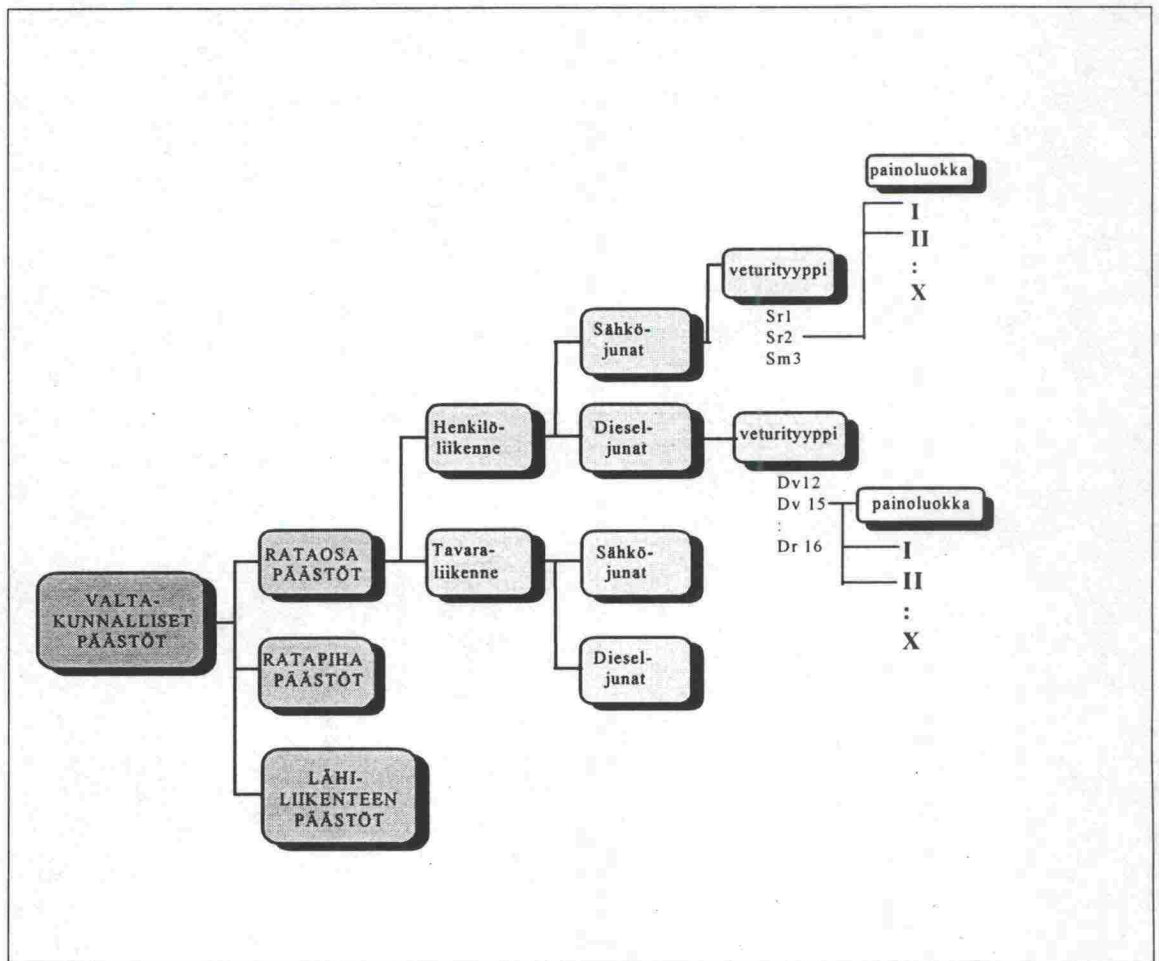 VALTA-
KUNNALLISET
PÄÄSTÖT
RATAOSA
PÄÄSTÖT
RATAPIHA
PÄÄSTÖT
LÄHI-
LIIKENTEEN
PÄÄSTÖT
Henkilö-
liikenne
Tavara-
liikenne
Sähkö-
junat
Diesel-
junat
Sähkö-
junat
Diesel-
junat
veturityyppi
Sr1
Sr2
Sm3
painoluokka
I
II
:
X
veturityyppi
Dv12
Dv 15
:
Dr 16
painoluokka
I
II
:
X